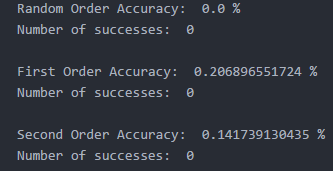 Random Order Accuracy:  0.0 %
Number of successes:  0
First Order Accuracy:  0.206896551724 %
Number of successes:  0
Second Order Accuracy:  0.141739130435 %
Number of successes:  0